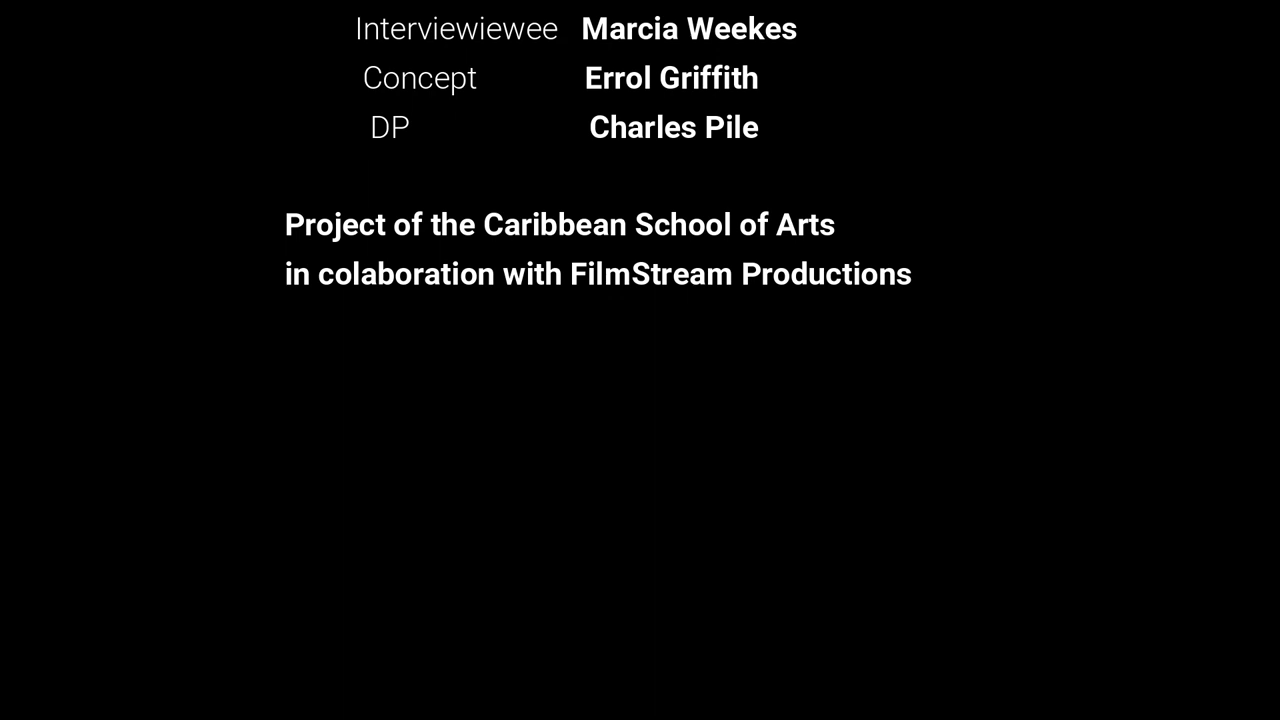 Interviewiewee Marcia Weekes
Concept Errol Griffith
DP Charles Pile
Project of the Caribbean School of Arts
in colaboration with FilmStream Productions